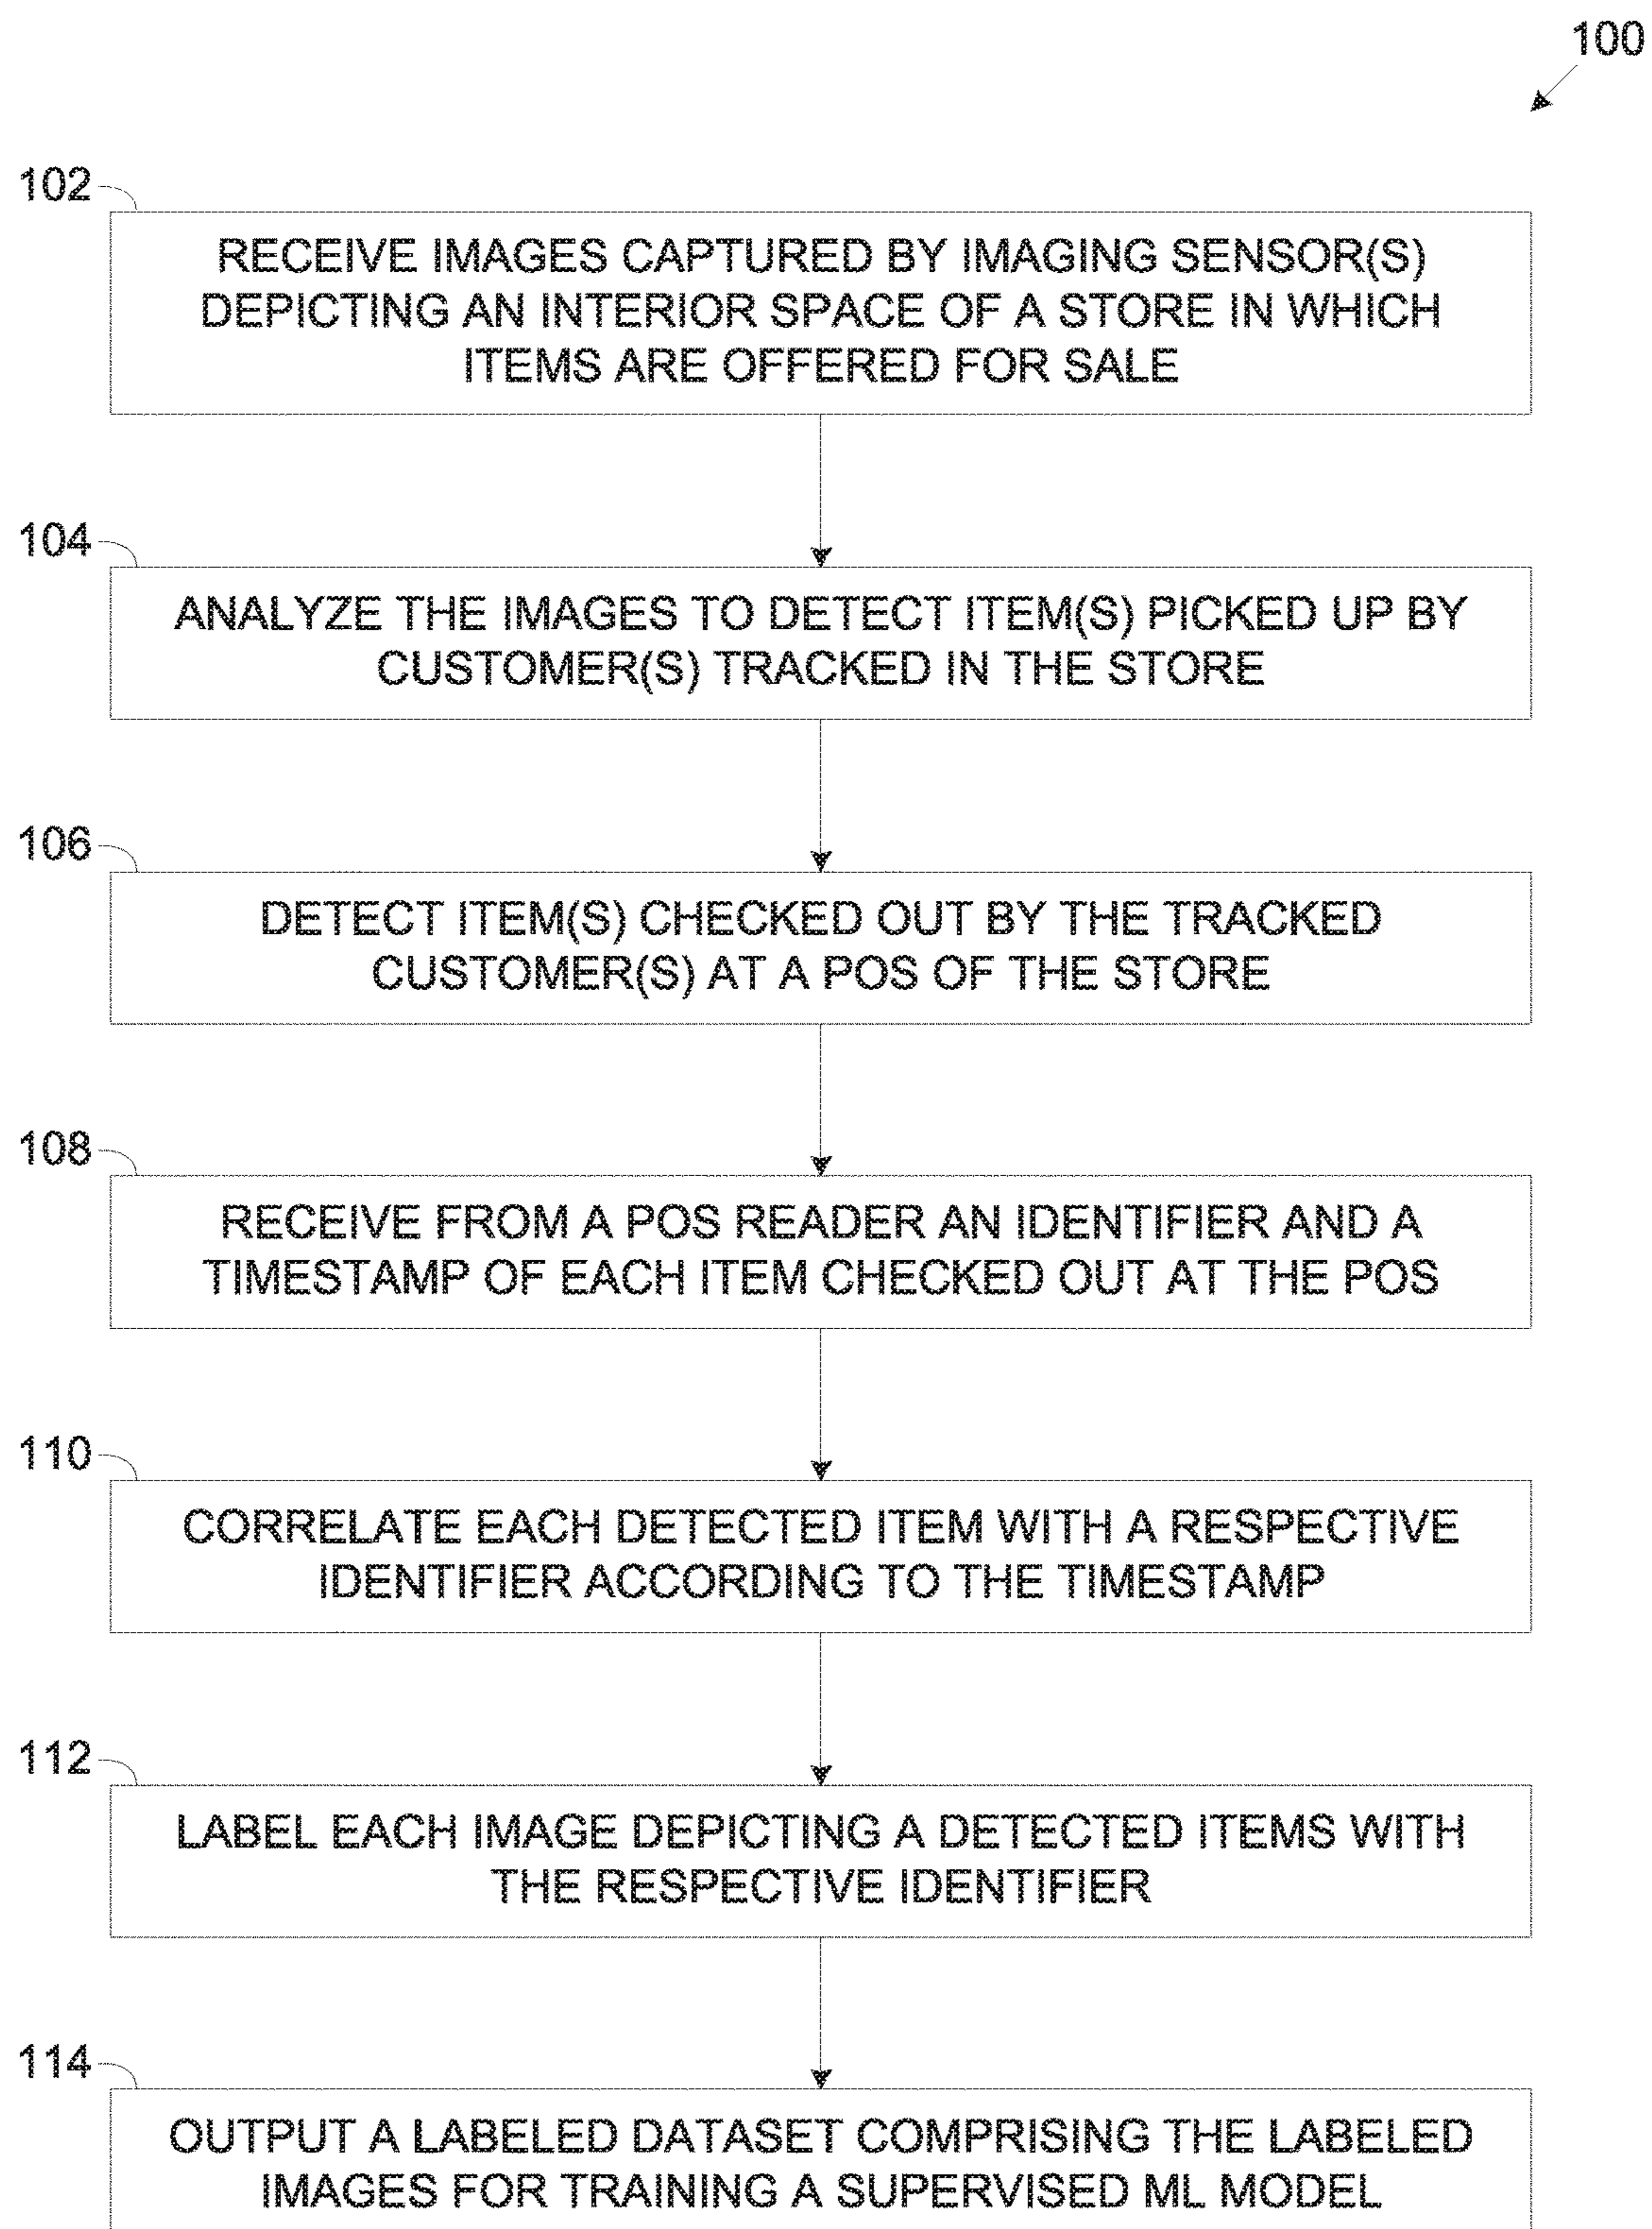 100
102
RECEIVE IMAGES CAPTURED BY IMAGING SENSOR(S)
DEPICTING AN INTERIOR SPACE OF A STORE IN WHICH
ITEMS ARE OFFERED FOR SALE
104
ANALYZE THE IMAGES TO DETECT ITEM(S) PICKED UP BY
CUSTOMER(S) TRACKED IN THE STORE
106
DETECT ITEM(S) CHECKED OUT BY THE TRACKED
CUSTOMER(S) AT A POS OF THE STORE
108
RECEIVE FROM A POS READER AN IDENTIFIER AND A
TIMESTAMP OF EACH ITEM CHECKED OUT AT THE POS
110
CORRELATE EACH DETECTED ITEM WITH A RESPECTIVE
IDENTIFIER ACCORDING TO THE TIMESTAMP
112
LABEL EACH IMAGE DEPICTING A DETECTED ITEMS WITH
THE RESPECTIVE IDENTIFIER
114
OUTPUT A LABELED DATASET COMPRISING THE LABELED
IMAGES FOR TRAINING A SUPERVISED ML MODEL